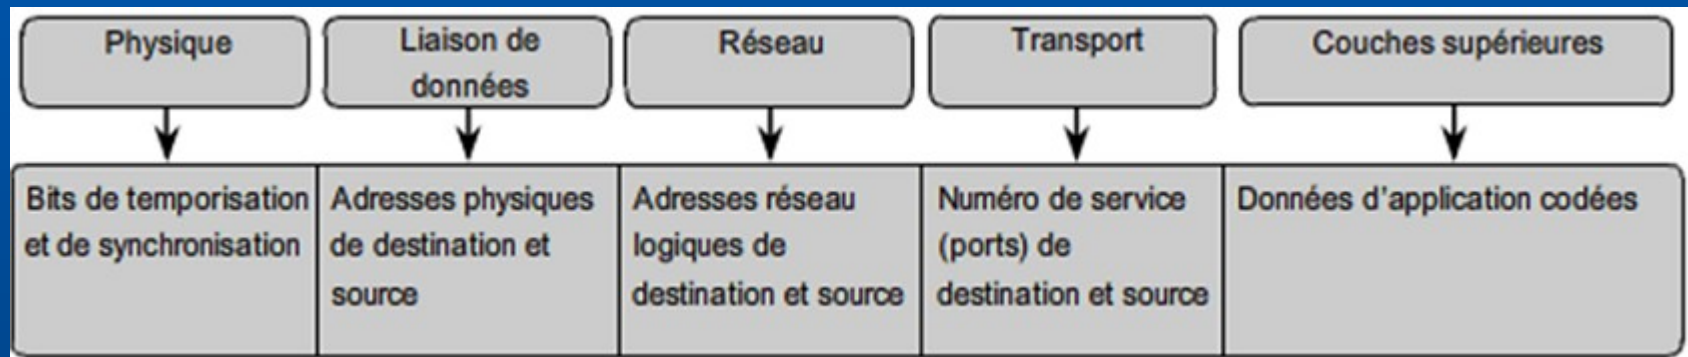 Physique
Liaison de
données
Réseau
Transport
Couches supérieures
Bits de temporisation
et de synchronisation
Adresses physiques
de destination et
source
Adresses réseau
logiques de
destination et source
Numéro de service
(ports) de
destination et source
Données d'application codées